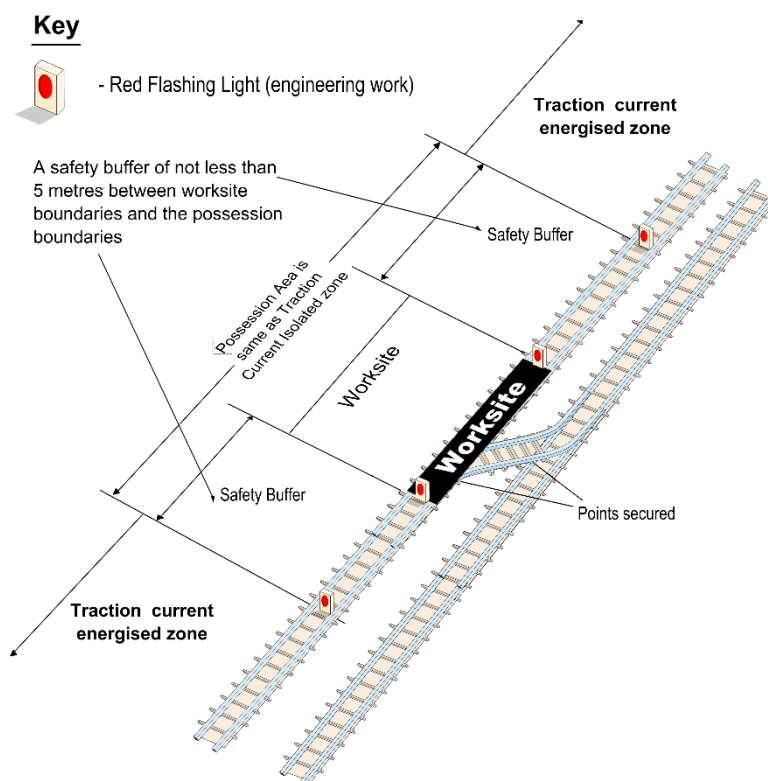 Key
- Red Flashing Light (engineering work)
Traction current
energised zone
A safety buffer of not less than
5 metres between worksite
boundaries and the possession
boundaries
Safety Buffer
Possession Aea is
same as Traction
Current Isolated zone
Worksite
Worksite
Safety Buffer
Points secured
Traction current
energised zone